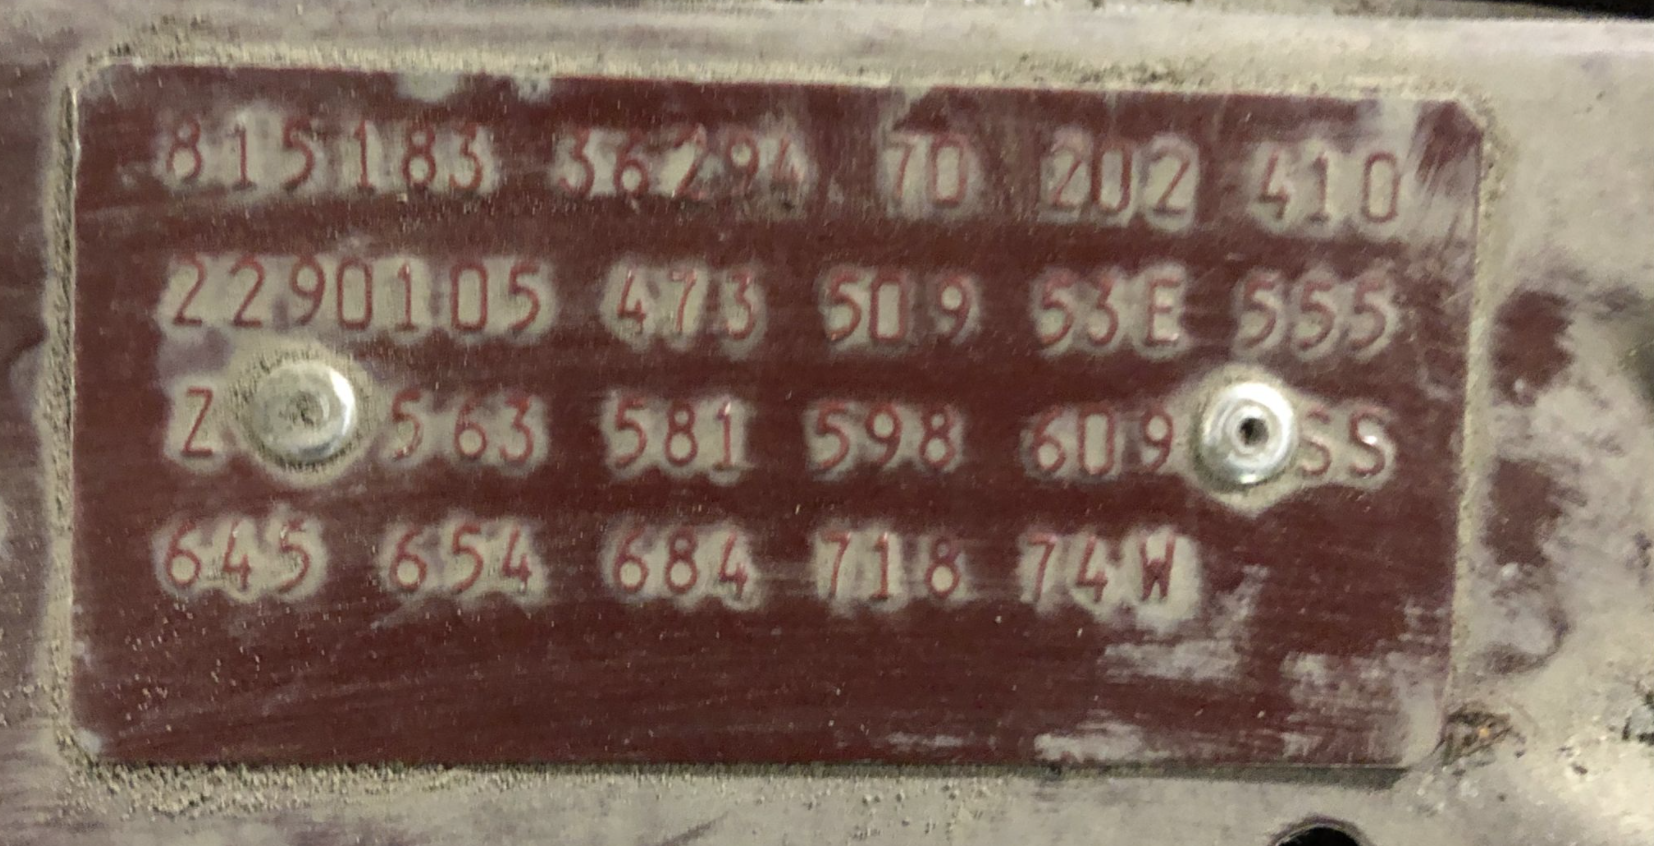 815183 36294 70 202 410
2290105 473 509 53E 555
Z 563 581 598 609 SS
645 654 684 718 74W